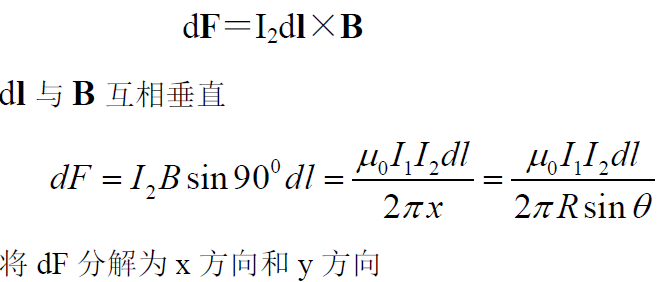 dF＝I₂dl×B
dl 与 B 互相垂直
dF = I₂B sin 90⁰ dl = μ₀I₁I₂dl / 2πx = μ₀I₁I₂dl / 2πR sin θ
将 dF 分解为 x 方向和 y 方向